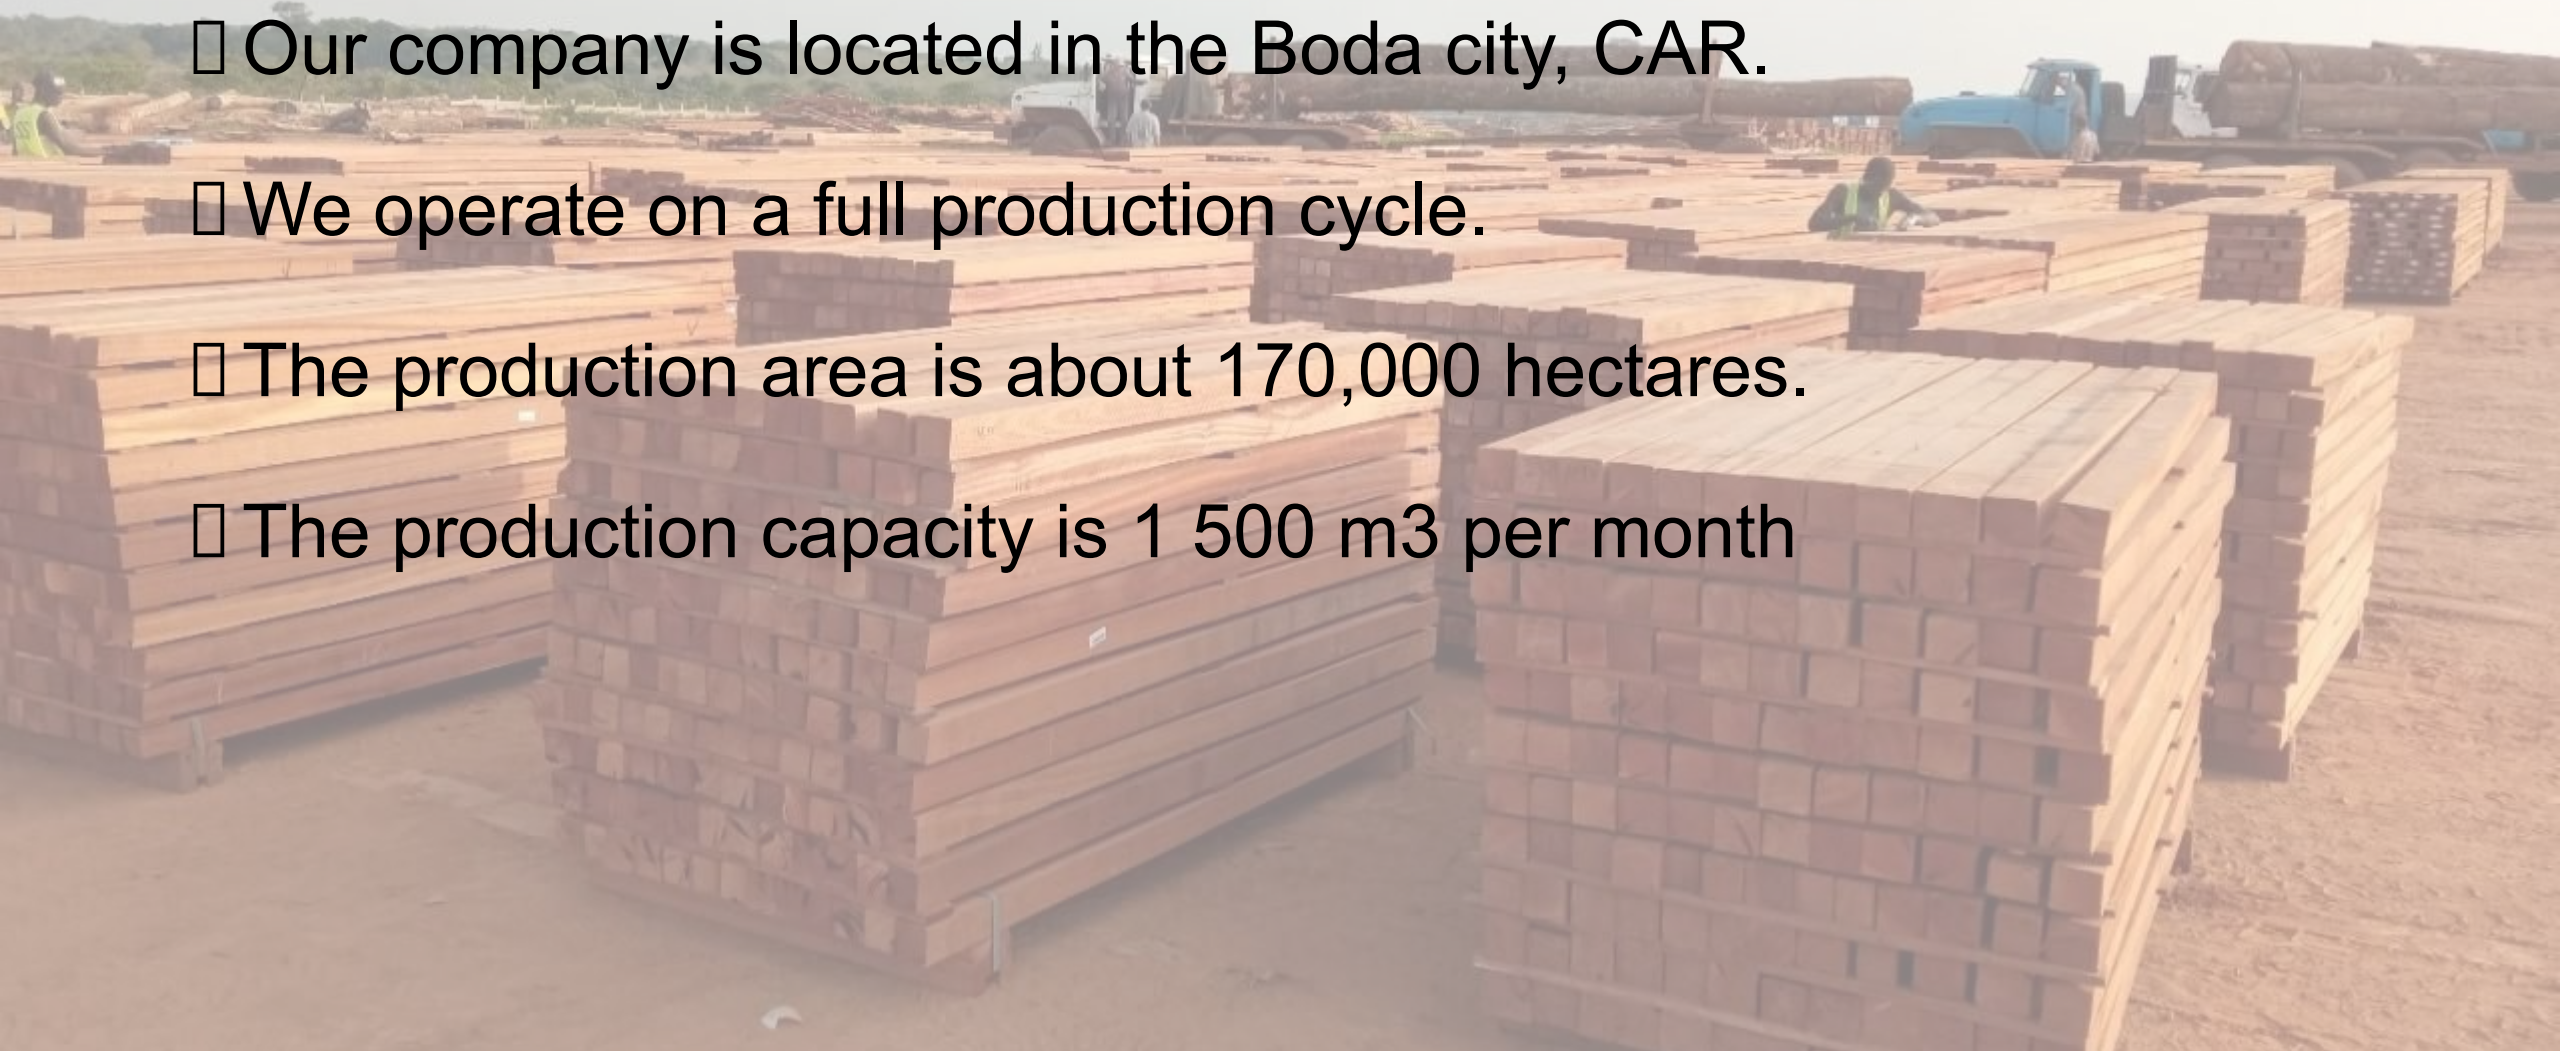 Our company is located in the Boda city, CAR.
We operate on a full production cycle.
The production area is about 170,000 hectares.
The production capacity is 1 500 m3 per month